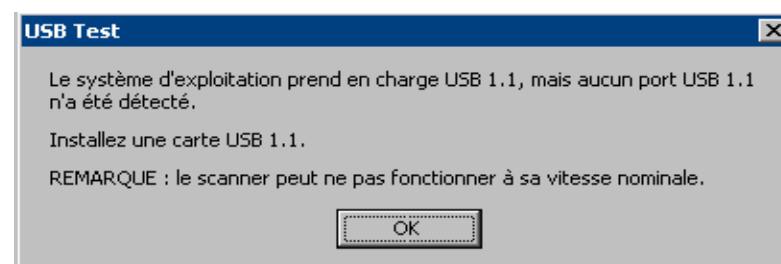 USB Test
Le système d'exploitation prend en charge USB 1.1, mais aucun port USB 1.1
n'a été détecté.
Installez une carte USB 1.1.
REMARQUE : le scanner peut ne pas fonctionner à sa vitesse nominale.
OK